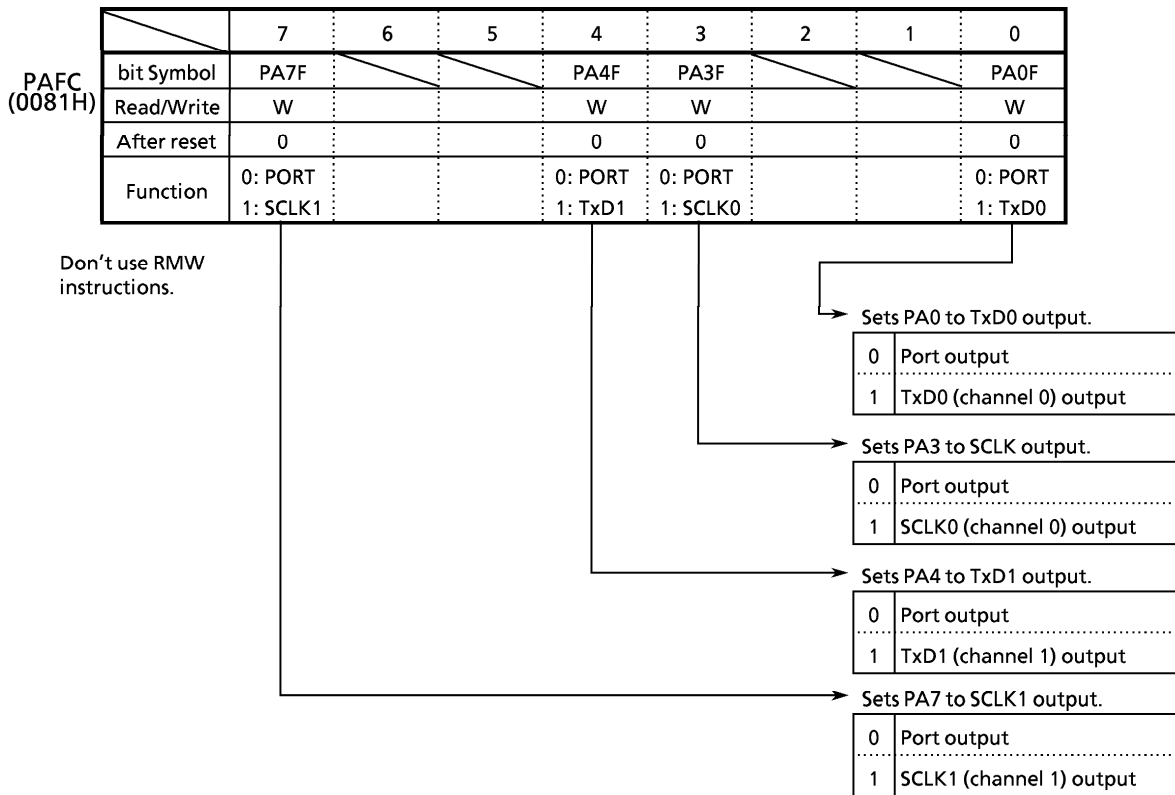 7 6 5 4 3 2 1 0
PAFC
(0081H)
bit Symbol PA7F PA4F PA3F PA0F
Read/Write W W W W
After reset 0 0 0 0
Function 0: PORT 0: PORT 0: PORT 0: PORT
1: SCLK1 1: TxD1 1: SCLK0 1: TxD0
Don't use RMW
instructions.
Sets PA0 to TxD0 output.
0 Port output
1 TxD0 (channel 0) output
Sets PA3 to SCLK output.
0 Port output
1 SCLK0 (channel 0) output
Sets PA4 to TxD1 output.
0 Port output
1 TxD1 (channel 1) output
Sets PA7 to SCLK1 output.
0 Port output
1 SCLK1 (channel 1) output